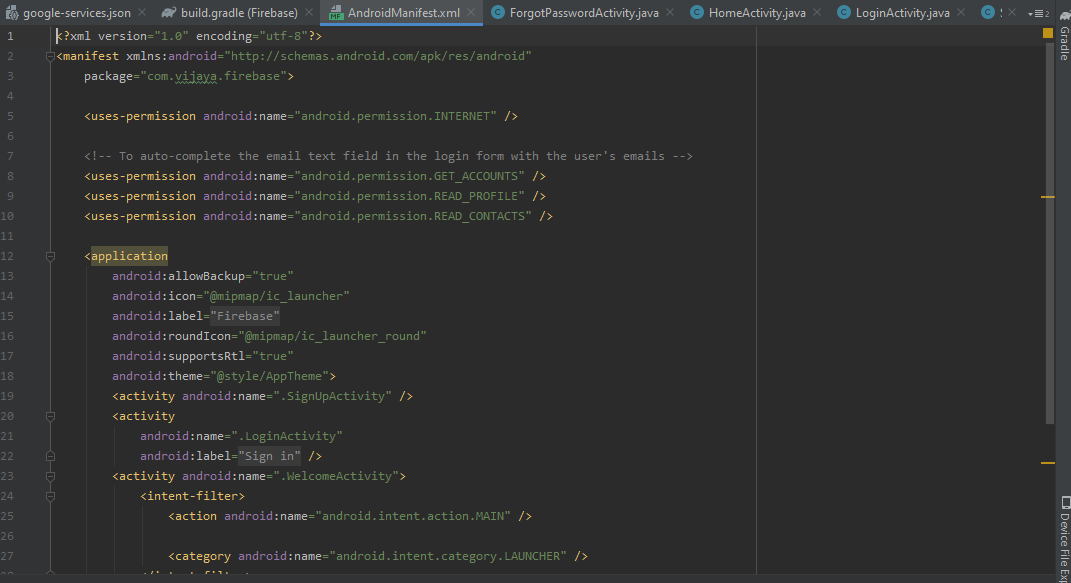 google-services.json build.gradle (Firebase) AndroidManifest.xml ForgotPasswordActivity.java HomeActivity.java LoginActivity.java
1 <?xml version="1.0" encoding="utf-8"?>
2 <manifest xmlns:android="http://schemas.android.com/apk/res/android"
3 package="com.vijaya.firebase">
4
5 <uses-permission android:name="android.permission.INTERNET" />
6
7 <!-- To auto-complete the email text field in the login form with the user's emails -->
8 <uses-permission android:name="android.permission.GET_ACCOUNTS" />
9 <uses-permission android:name="android.permission.READ_PROFILE" />
10 <uses-permission android:name="android.permission.READ_CONTACTS" />
11
12 <application
13 android:allowBackup="true"
14 android:icon="@mipmap/ic_launcher"
15 android:label="Firebase"
16 android:roundIcon="@mipmap/ic_launcher_round"
17 android:supportsRtl="true"
18 android:theme="@style/AppTheme">
19 <activity android:name=".SignUpActivity" />
20 <activity
21 android:name=".LoginActivity"
22 android:label="Sign in" />
23 <activity android:name=".WelcomeActivity">
24 <intent-filter>
25 <action android:name="android.intent.action.MAIN" />
26
27 <category android:name="android.intent.category.LAUNCHER" />
Gradle
Device File